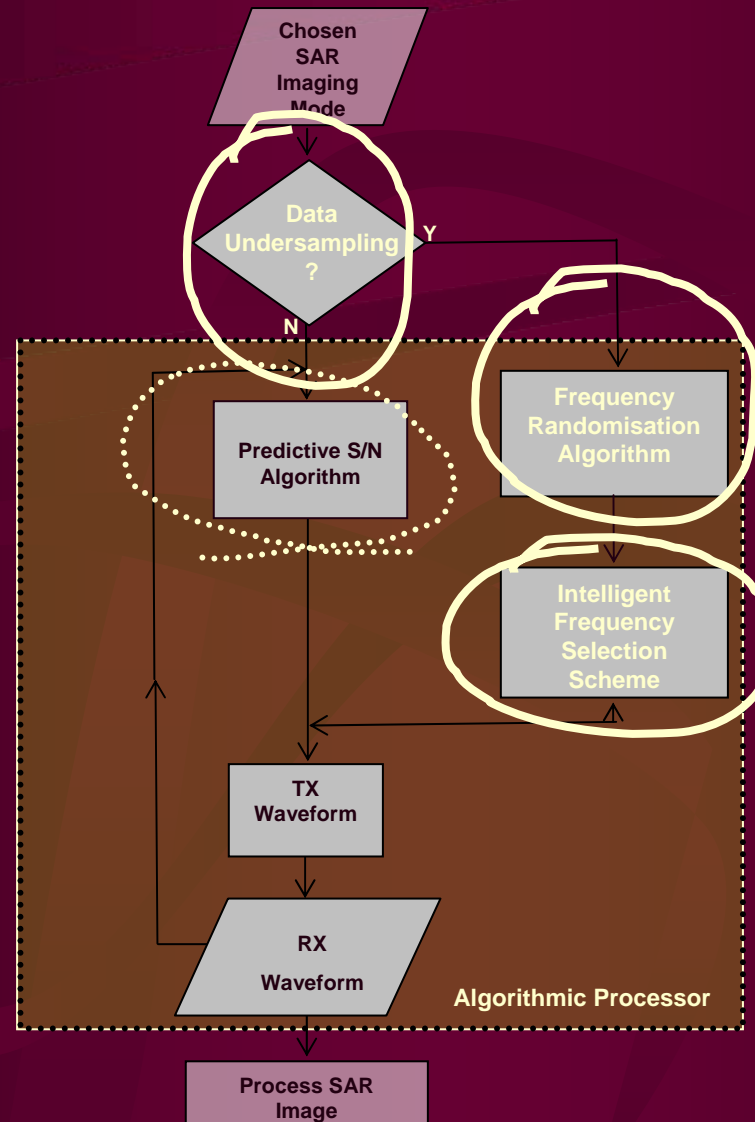 Chosen
SAR
Imaging
Mode
Data
Undersampling
?
Y
N
Predictive S/N
Algorithm
Frequency
Randomisation
Algorithm
Intelligent
Frequency
Selection
Scheme
TX
Waveform
RX
Waveform
Algorithmic Processor
Process SAR
Image